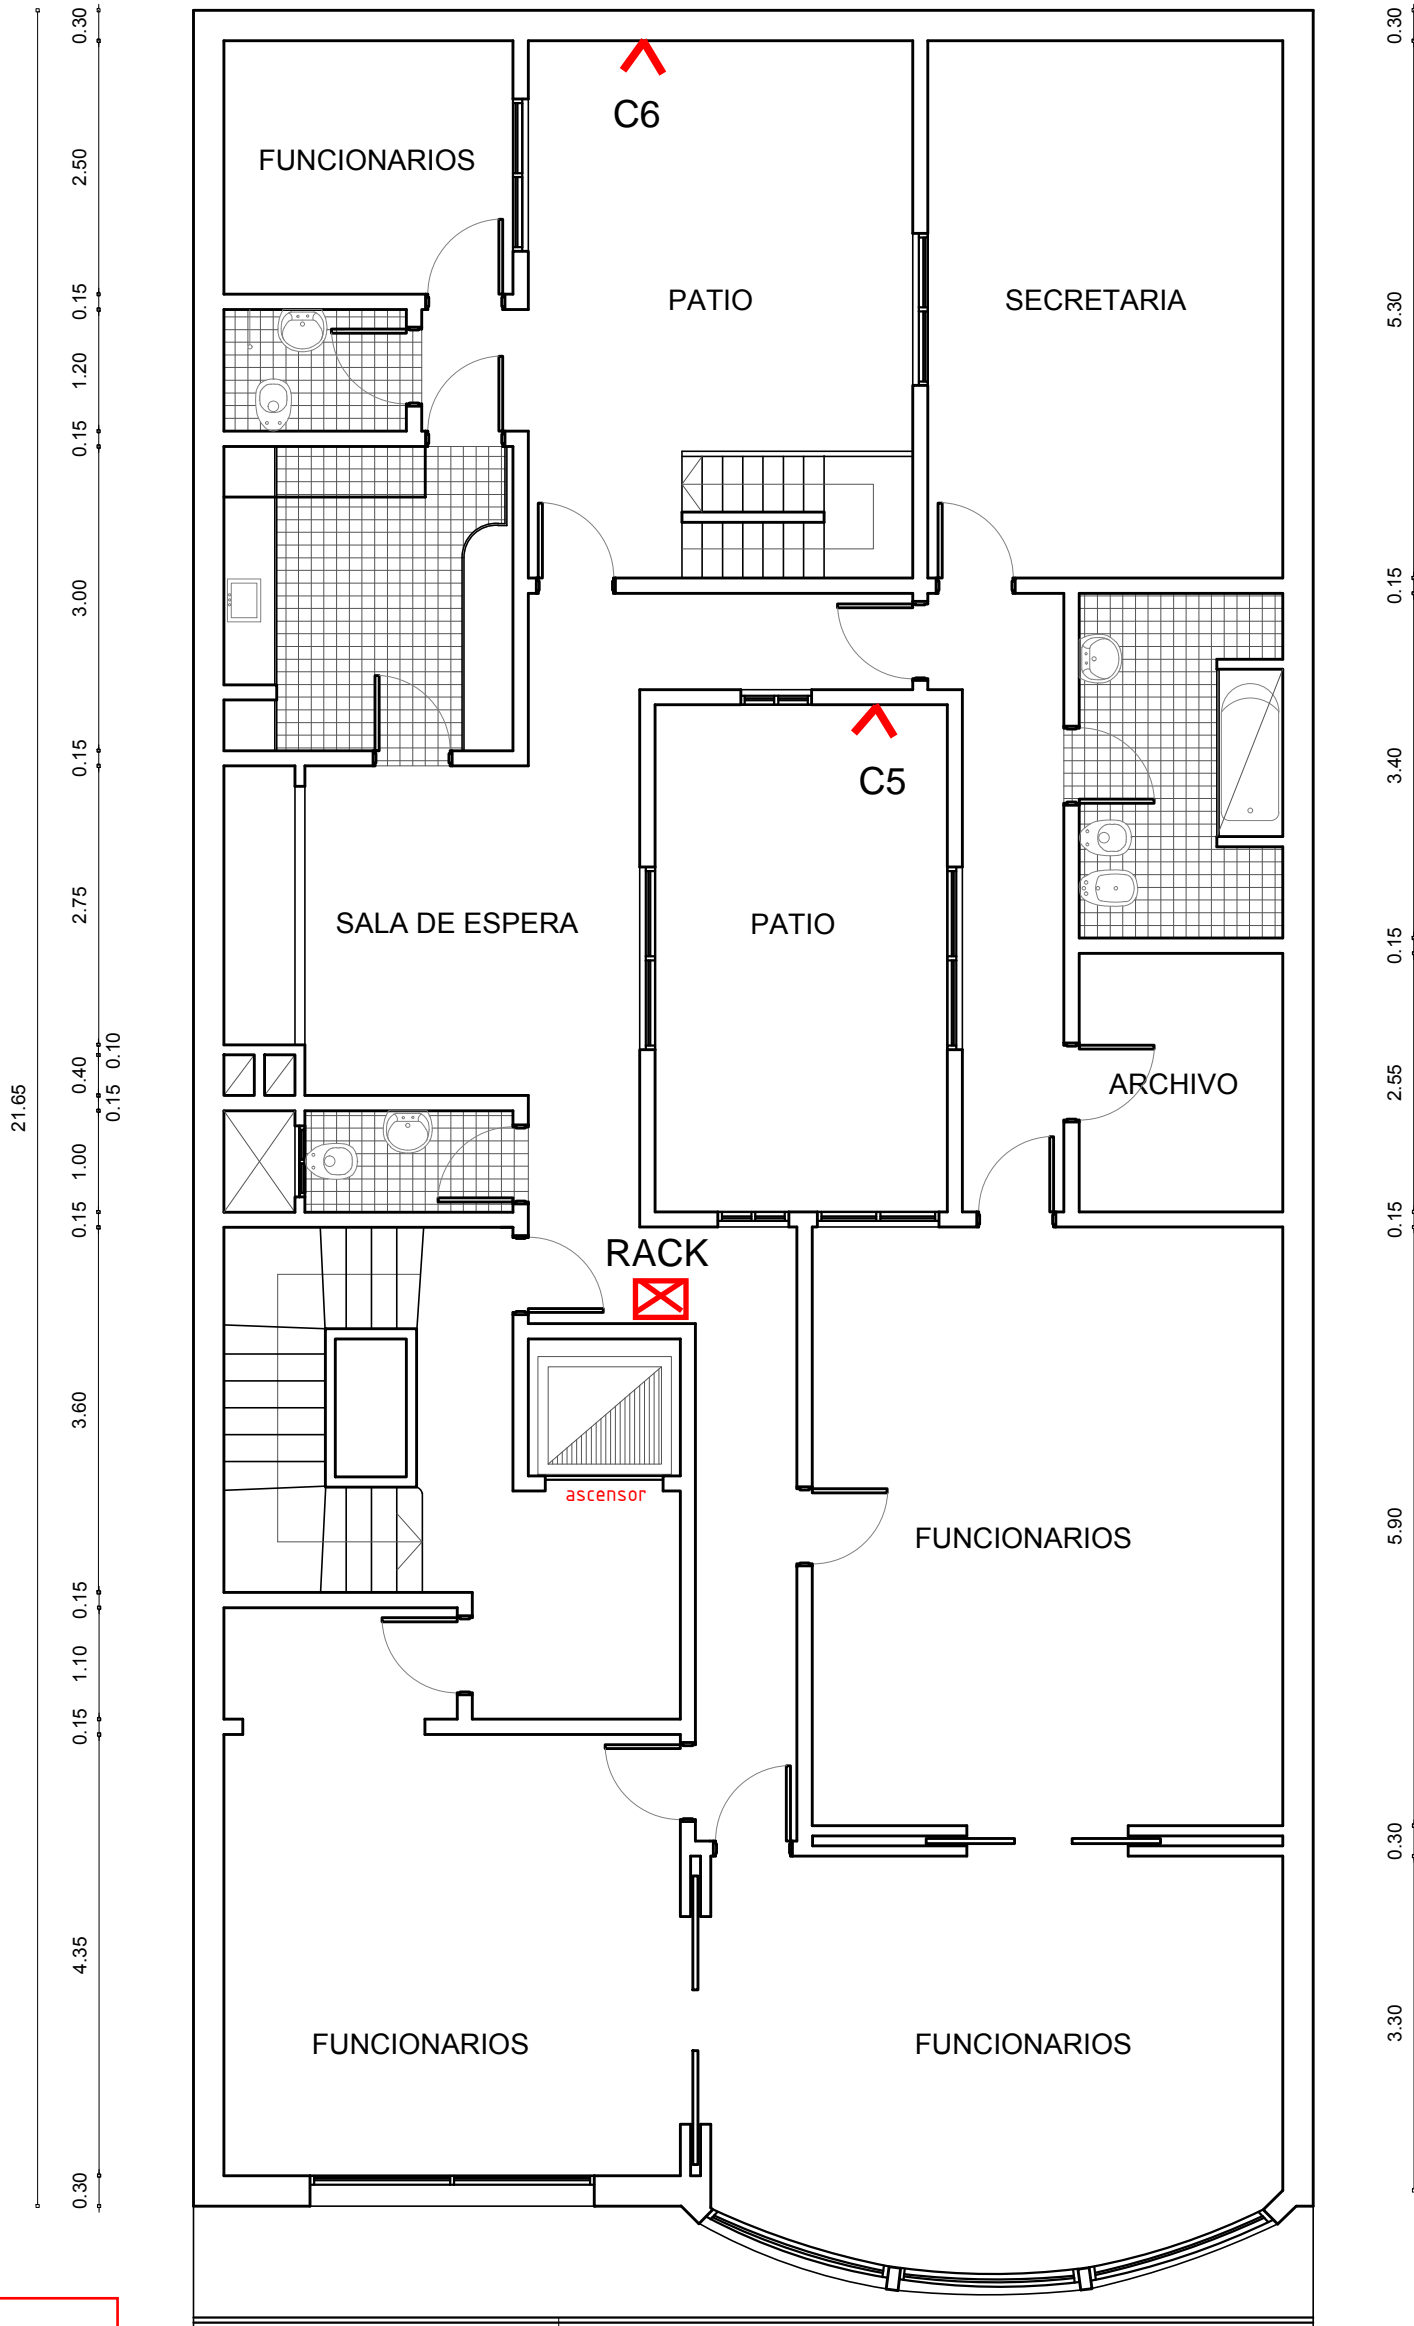 0.30
0.30
C6
FUNCIONARIOS
2.50
PATIO
SECRETARIA
5.30
0.15
1.20
0.15
3.00
0.15
C5
3.40
0.15
2.75
SALA DE ESPERA
PATIO
0.15
0.10
0.40
0.15
21.65
ARCHIVO
2.55
1.00
0.15
0.15
RACK
3.60
ascensor
FUNCIONARIOS
5.90
0.15
1.10
0.15
0.30
4.35
FUNCIONARIOS
FUNCIONARIOS
3.30
0.30